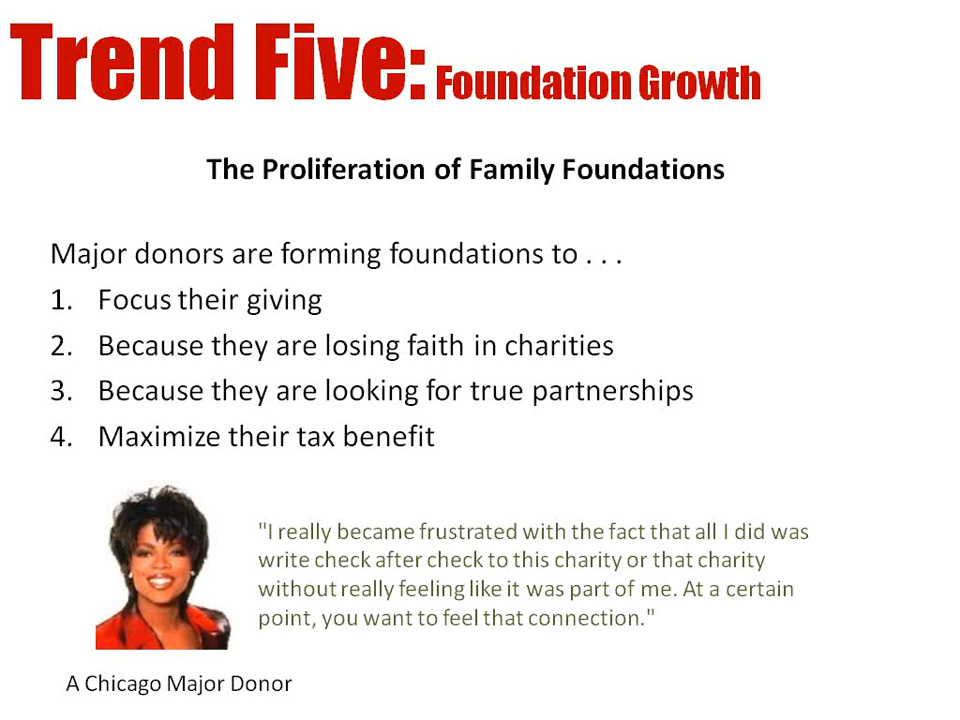 Trend Five: Foundation Growth
The Proliferation of Family Foundations
Major donors are forming foundations to . . .
1. Focus their giving
2. Because they are losing faith in charities
3. Because they are looking for true partnerships
4. Maximize their tax benefit
"I really became frustrated with the fact that all I did was
write check after check to this charity or that charity
without really feeling like it was part of me. At a certain
point, you want to feel that connection."
A Chicago Major Donor